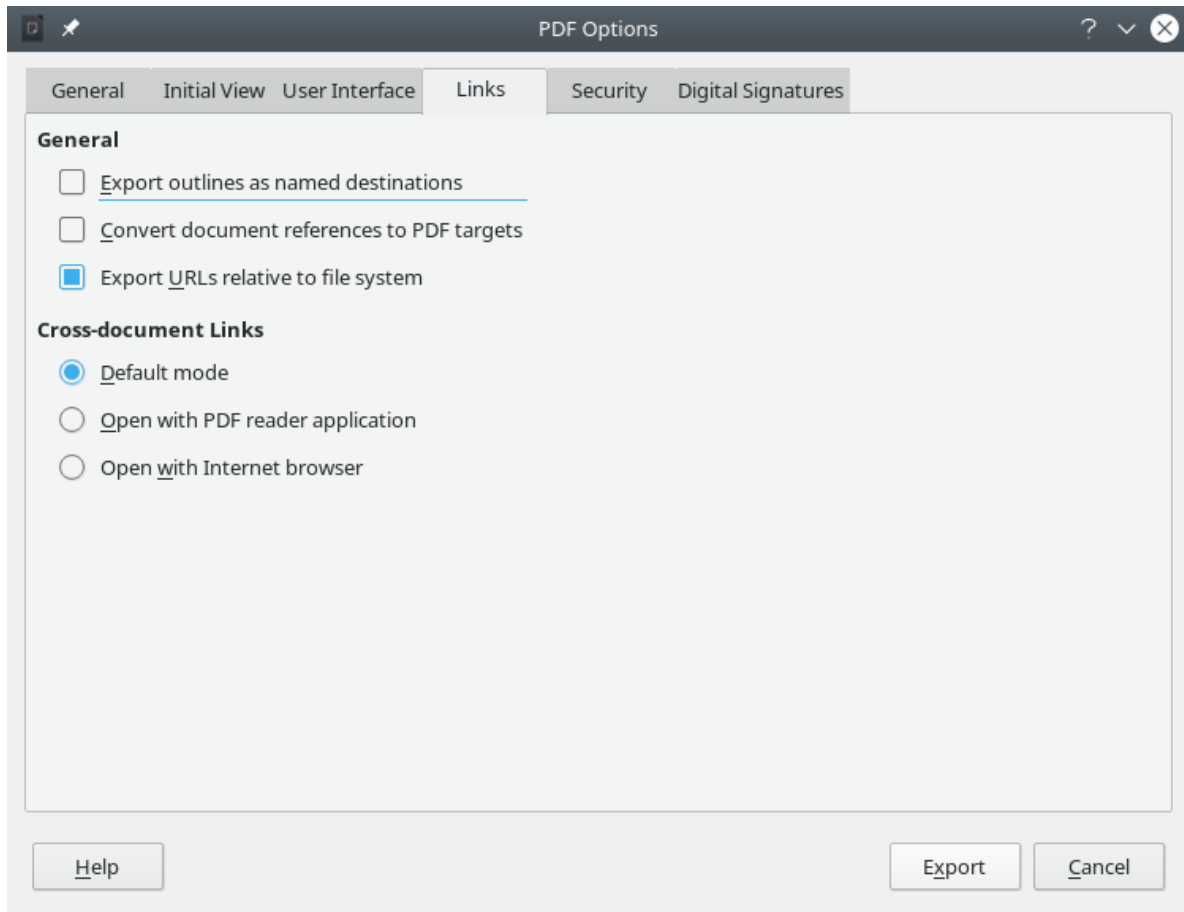 PDF Options
General Initial View User Interface Links Security Digital Signatures
General
Export outlines as named destinations
Convert document references to PDF targets
Export URLs relative to file system
Cross-document Links
Default mode
Open with PDF reader application
Open with Internet browser
Help Export Cancel